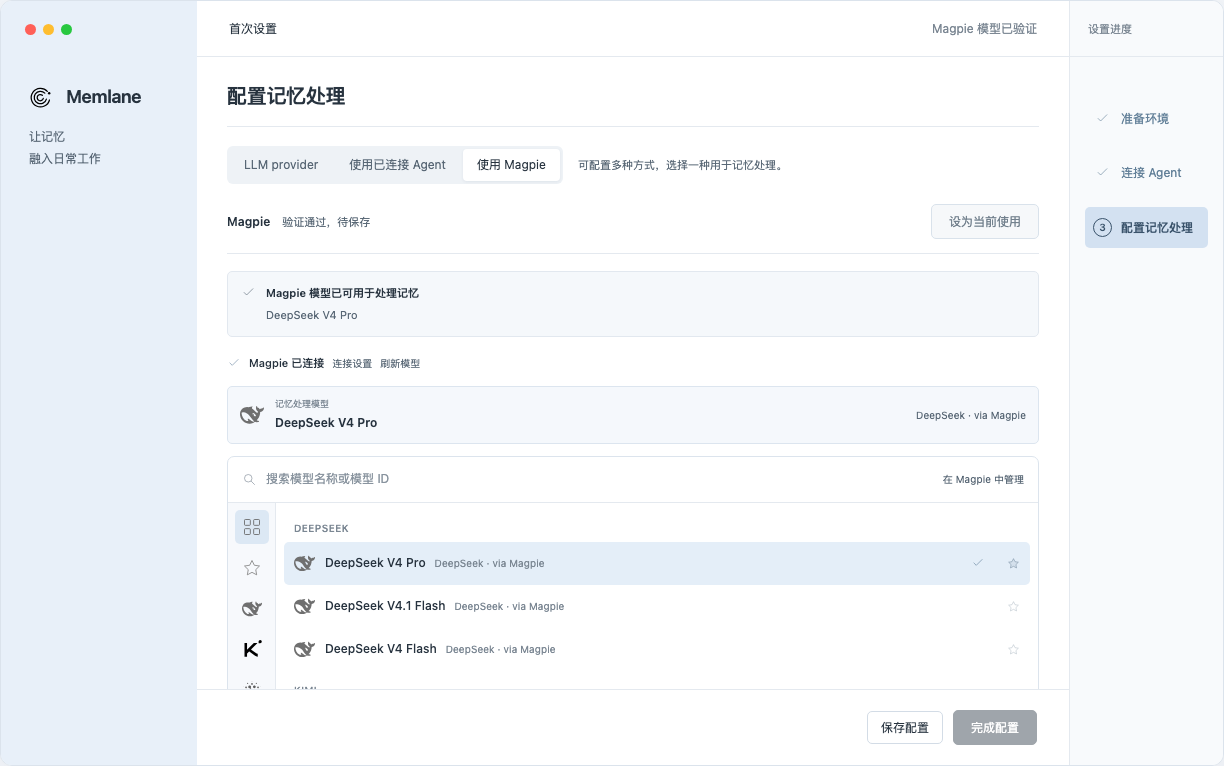 首次设置
Magpie 模型已验证
设置进度
Memlane
让记忆
融入日常工作
配置记忆处理
LLM provider
使用已连接 Agent
使用 Magpie
可配置多种方式，选择一种用于记忆处理。
Magpie 验证通过，待保存
设为当前使用
Magpie 模型已可用于处理记忆
DeepSeek V4 Pro
Magpie 已连接 连接设置 刷新模型
记忆处理模型
DeepSeek V4 Pro
DeepSeek · via Magpie
搜索模型名称或模型 ID
在 Magpie 中管理
DEEPSEEK
DeepSeek V4 Pro DeepSeek · via Magpie
DeepSeek V4.1 Flash DeepSeek · via Magpie
DeepSeek V4 Flash DeepSeek · via Magpie
保存配置
完成配置
准备环境
连接 Agent
3 配置记忆处理